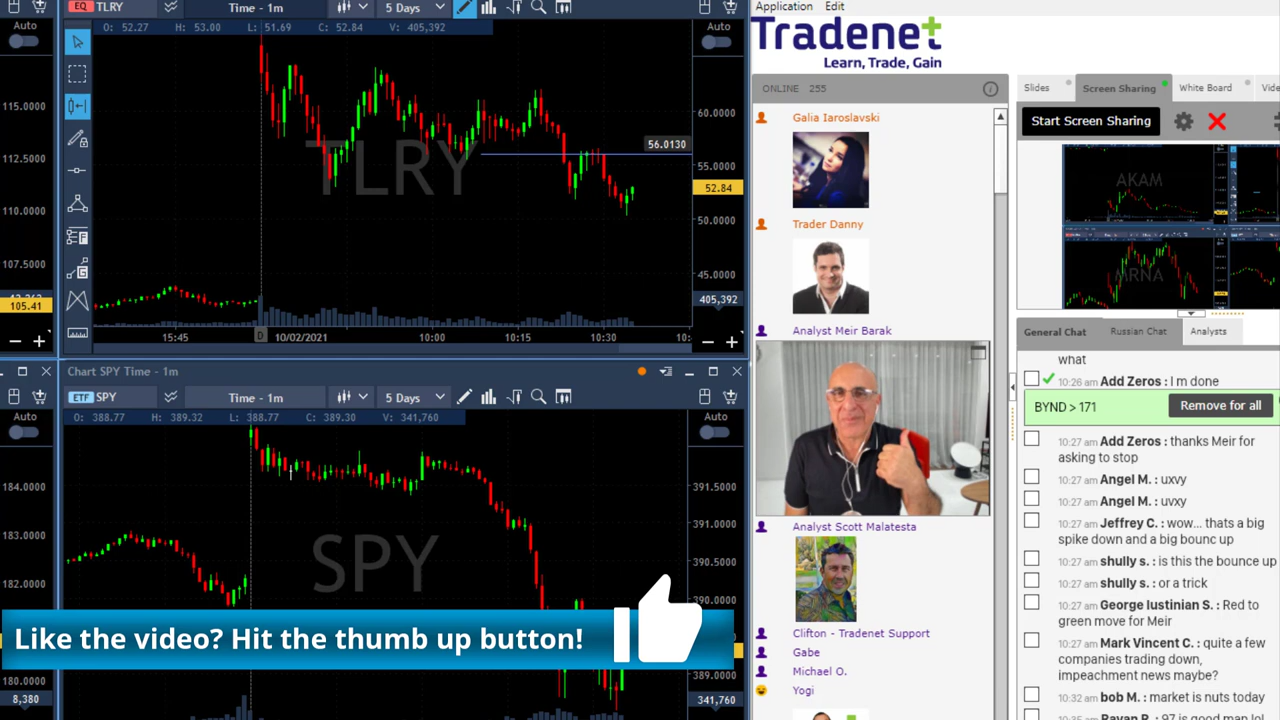 EQ TLRY Time - 1m 5 Days
Auto
O: 52.27 H: 53.00 L: 51.69 C: 52.84 V: 405,392
Auto
115.0000
112.5000
110.0000
107.5000
105.41
TLRY
60.0000
56.0130
55.0000
52.84
50.0000
45.0000
405,392
15:45
D
10/02/2021
10:00
10:15
10:30
Chart SPY Time - 1m
ETF SPY Time - 1m 5 Days
Auto
O: 388.77 H: 389.32 L: 388.77 C: 389.30 V: 341,760
Auto
184.0000
183.0000
182.0000
180.0000
8,380
SPY
391.5000
391.0000
390.5000
390.0000
389.0000
341,760
Like the video? Hit the thumb up button!
Application Edit
Tradenet
Learn, Trade, Gain
ONLINE 255
Galia Iaroslavski
Trader Danny
Analyst Meir Barak
Analyst Scott Malatesta
Clifton - Tradenet Support
Gabe
Michael O.
Yogi
Slides
Screen Sharing
White Board
Start Screen Sharing
AKAM
MRNA
General Chat
Russian Chat
Analysts
what
10:26 am Add Zeros : I m done
BYND > 171
Remove for all
10:27 am Add Zeros : thanks Meir for
asking to stop
10:27 am Angel M. : uxvy
10:27 am Angel M. : uxvy
10:27 am Jeffrey C. : wow... thats a big
spike down and a big bounc up
10:27 am shully s. : is this the bounce up
10:27 am shully s. : or a trick
10:27 am George Iustinian S. : Red to
green move for Meir
10:27 am Mark Vincent C. : quite a few
companies trading down,
impeachment news maybe?
10:32 am bob M. : market is nuts today